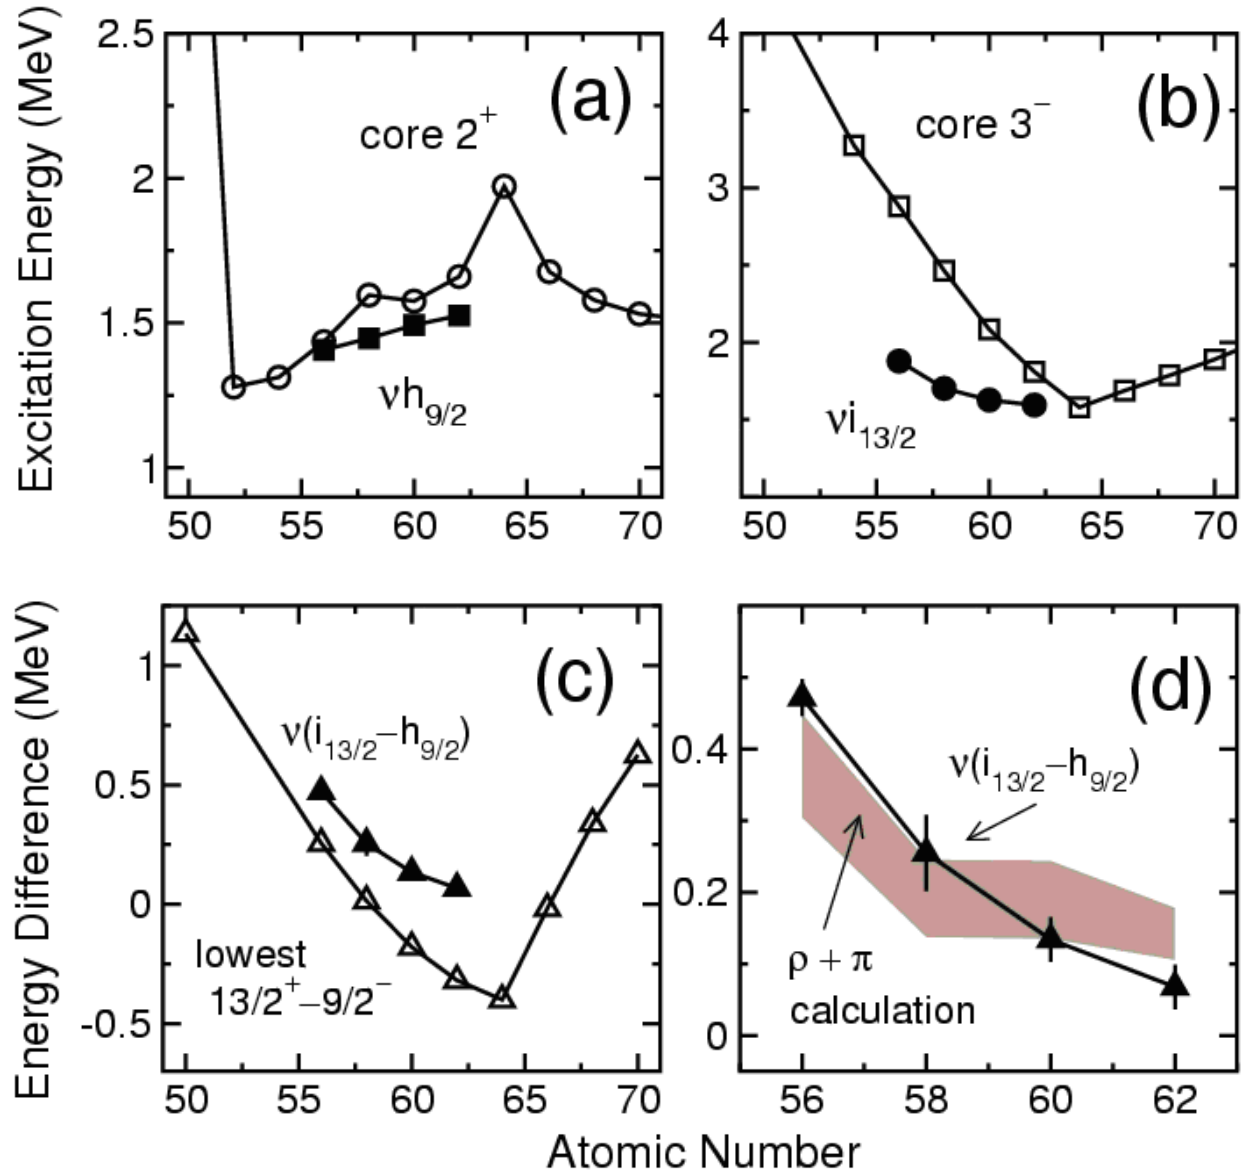 Excitation Energy (MeV)
2.5
2
1.5
1
(a)
core 2⁺
νh₉/₂
50 55 60 65 70
4
3
2
(b)
core 3⁻
νi₁₃/₂
50 55 60 65 70
Energy Difference (MeV)
1
0.5
0
-0.5
(c)
ν(i₁₃/₂−h₉/₂)
lowest
13/2⁺−9/2⁻
50 55 60 65 70
0.4
0.2
0
(d)
ν(i₁₃/₂−h₉/₂)
ρ + π
calculation
56 58 60 62
Atomic Number